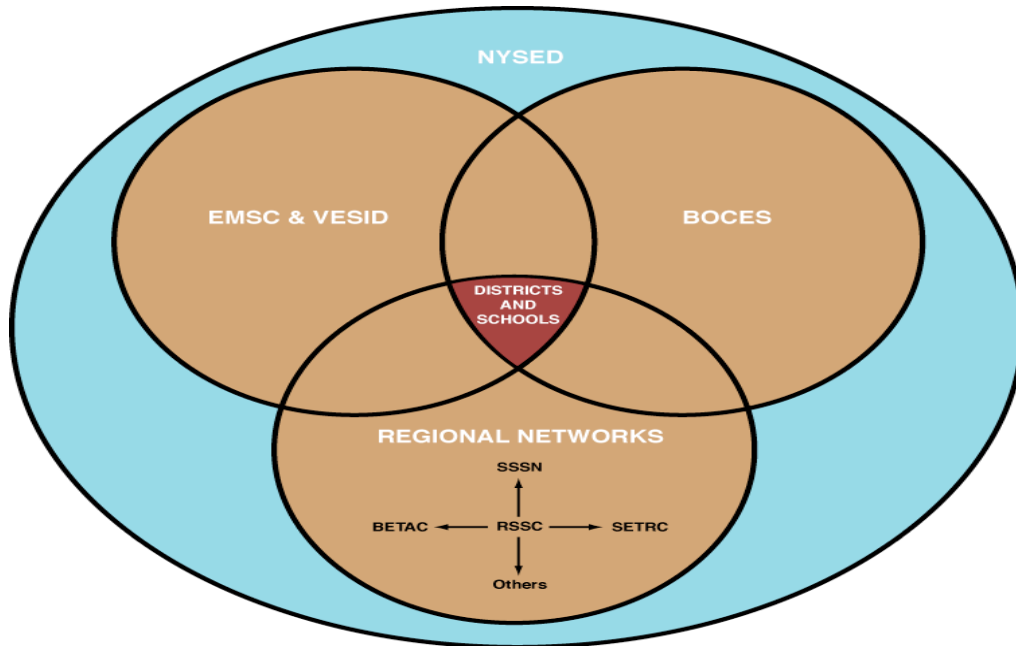 NYSED
EMSC & VESID
BOCES
DISTRICTS
AND
SCHOOLS
REGIONAL NETWORKS
SSSN
BETAC
RSSC
SETRC
Others